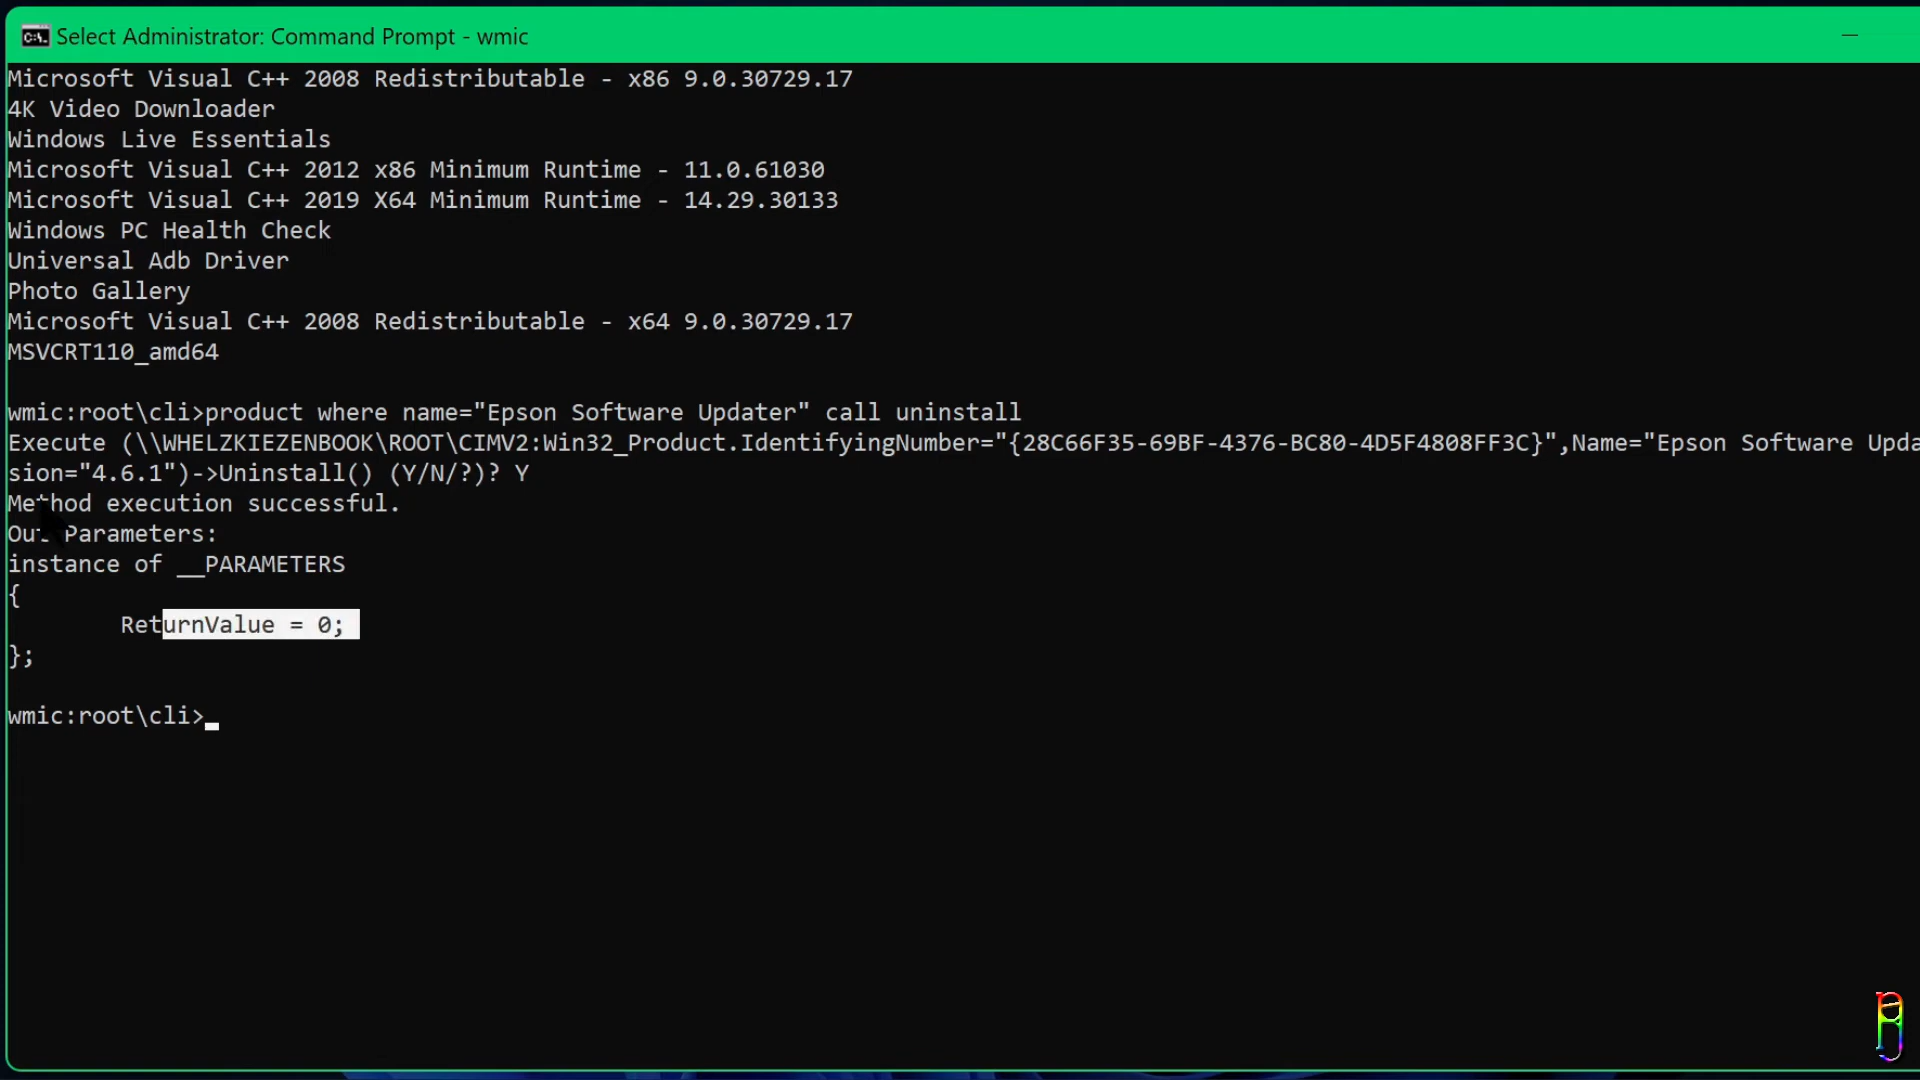 Select Administrator: Command Prompt - wmic
Microsoft Visual C++ 2008 Redistributable - x86 9.0.30729.17
4K Video Downloader
Windows Live Essentials
Microsoft Visual C++ 2012 x86 Minimum Runtime - 11.0.61030
Microsoft Visual C++ 2019 X64 Minimum Runtime - 14.29.30133
Windows PC Health Check
Universal Adb Driver
Photo Gallery
Microsoft Visual C++ 2008 Redistributable - x64 9.0.30729.17
MSVCRT110_amd64
wmic:root\cli>product where name="Epson Software Updater" call uninstall
Execute (\\WHELZKIEZENBOOK\ROOT\CIMV2:Win32_Product.IdentifyingNumber="{28C66F35-69BF-4376-BC80-4D5F4808FF3C}",Name="Epson Software Upda
sion="4.6.1")->Uninstall() (Y/N/?)? Y
Method execution successful.
Out Parameters:
instance of __PARAMETERS
{
ReturnValue = 0;
};
wmic:root\cli>